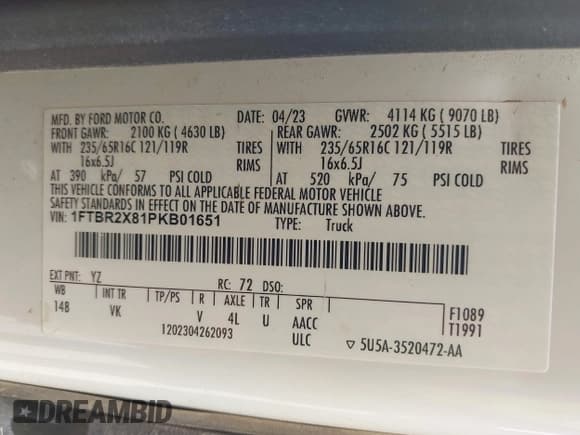 MFD. BY FORD MOTOR CO. DATE: 04/23 GVWR: 4114 KG ( 9070 LB)
FRONT GAWR: 2100 KG ( 4630 LB) REAR GAWR: 2502 KG ( 5515 LB)
WITH 235/65R16C 121/119R TIRES WITH 235/65R16C 121/119R TIRES
16x6.5J RIMS 16x6.5J RIMS
AT 390 kPa/ 57 PSI COLD AT 520 kPa/ 75 PSI COLD
THIS VEHICLE CONFORMS TO ALL APPLICABLE FEDERAL MOTOR VEHICLE
SAFETY STANDARDS IN EFFECT ON THE DATE OF MANUFACTURE SHOWN ABOVE.
VIN: 1FTBR2X81PKB01651 TYPE: Truck
EXT PNT: YZ RC: 72 DSO:
WB INT TR TP/PS R AXLE TR SPR
14B VK V 4L U AACC
ULC
F1089
T1991
1202304262093
▽ 5U5A-3520472-AA
DREAMBID